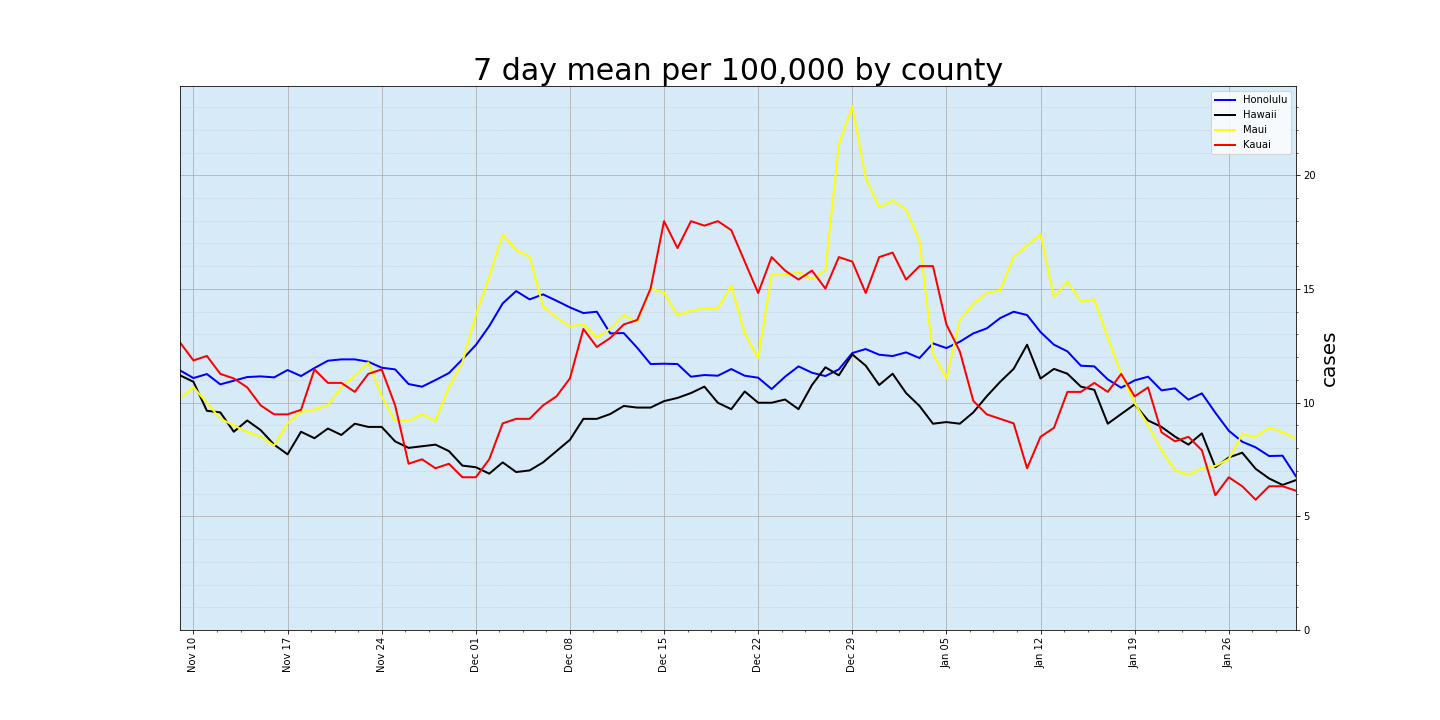 7 day mean per 100,000 by county
Honolulu
Hawaii
Maui
Kauai
20
15
10
5
0
cases
Nov 10
Nov 17
Nov 24
Dec 01
Dec 08
Dec 15
Dec 22
Dec 29
Jan 05
Jan 12
Jan 19
Jan 26